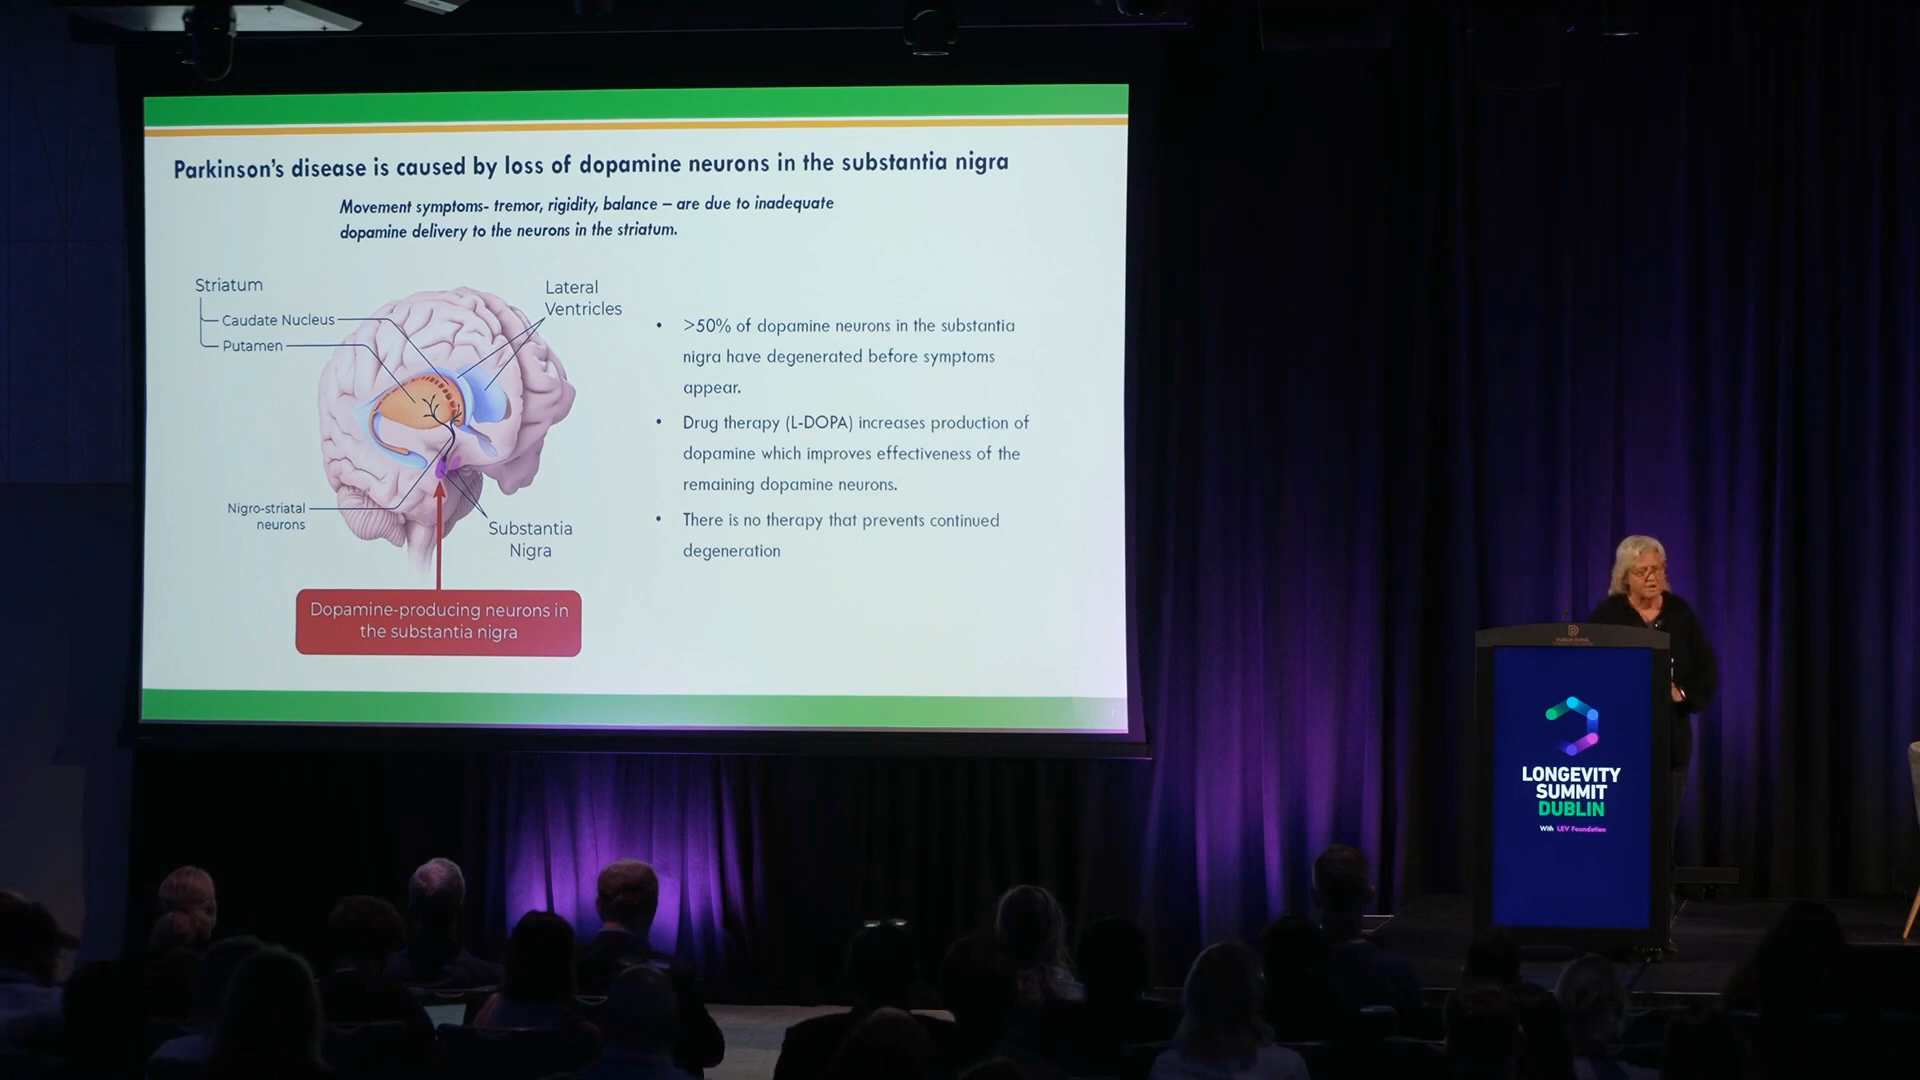 Parkinson's disease is caused by loss of dopamine neurons in the substantia nigra
Movement symptoms- tremor, rigidity, balance – are due to inadequate
dopamine delivery to the neurons in the striatum.
Striatum
Caudate Nucleus
Putamen
Lateral
Ventricles
Nigro-striatal
neurons
Substantia
Nigra
Dopamine-producing neurons in
the substantia nigra
• >50% of dopamine neurons in the substantia
nigra have degenerated before symptoms
appear.
• Drug therapy (L-DOPA) increases production of
dopamine which improves effectiveness of the
remaining dopamine neurons.
• There is no therapy that prevents continued
degeneration
7
LONGEVITY
SUMMIT
DUBLIN
With LEV Foundation